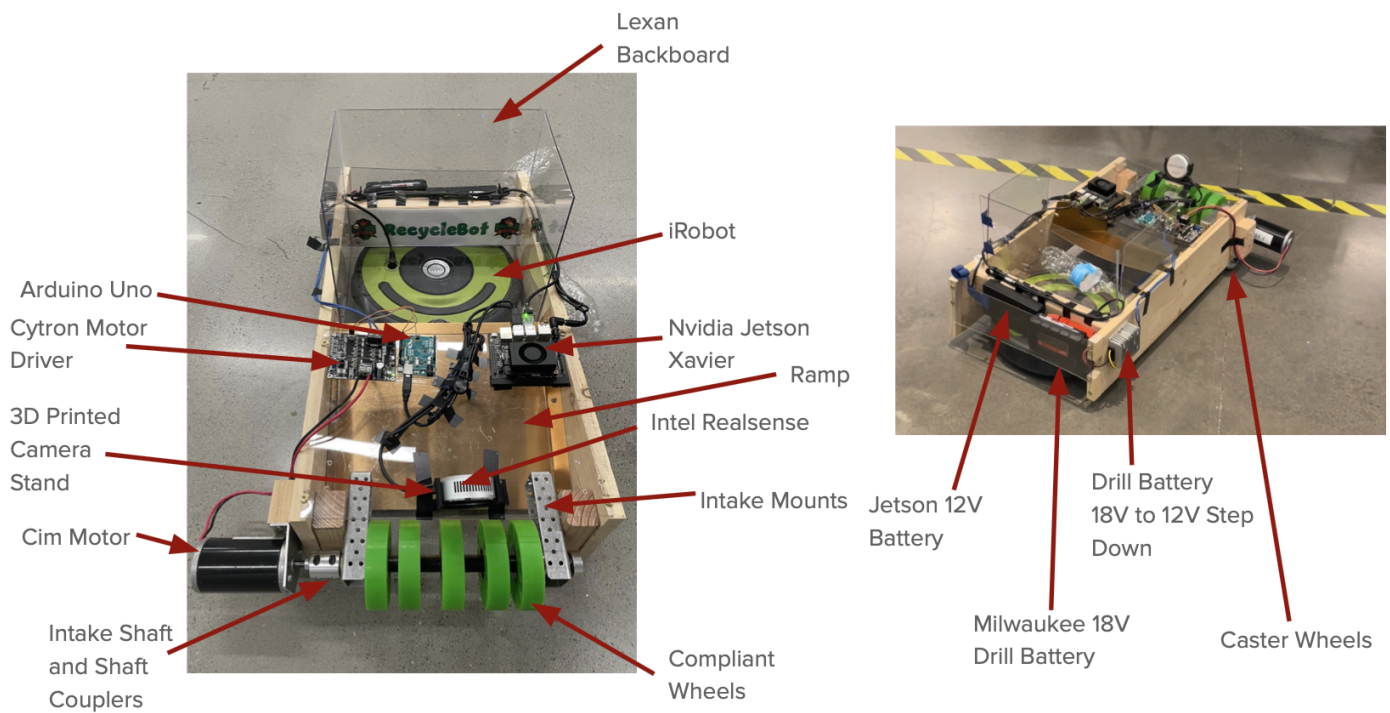 Lexan
Backboard
RecycleBot
iRobot
Arduino Uno
Cytron Motor
Driver
Nvidia Jetson
Xavier
Ramp
3D Printed
Camera
Stand
Intel Realsense
Intake Mounts
Cim Motor
Intake Shaft
and Shaft
Couplers
Compliant
Wheels
Jetson 12V
Battery
Drill Battery
18V to 12V Step
Down
Milwaukee 18V
Drill Battery
Caster Wheels